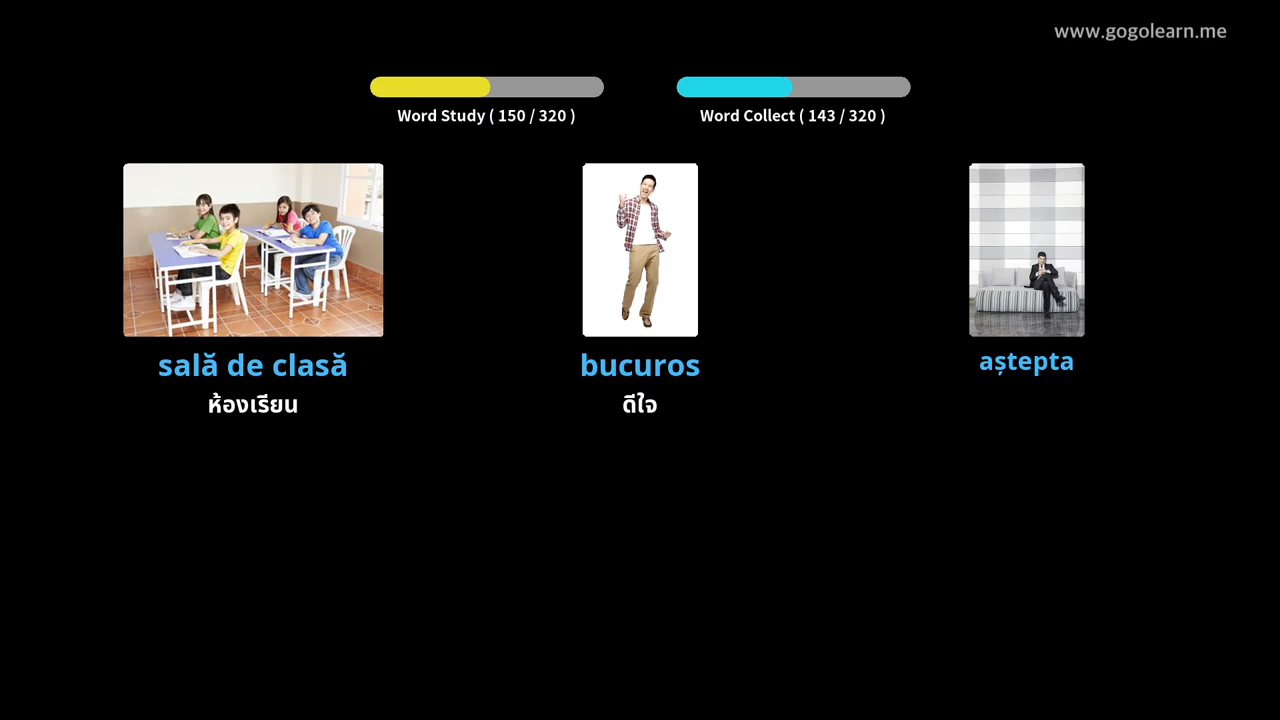 www.gogolearn.me
Word Study ( 150 / 320 )
Word Collect ( 143 / 320 )
sală de clasă
ห้องเรียน
bucuros
ดีใจ
aștepta